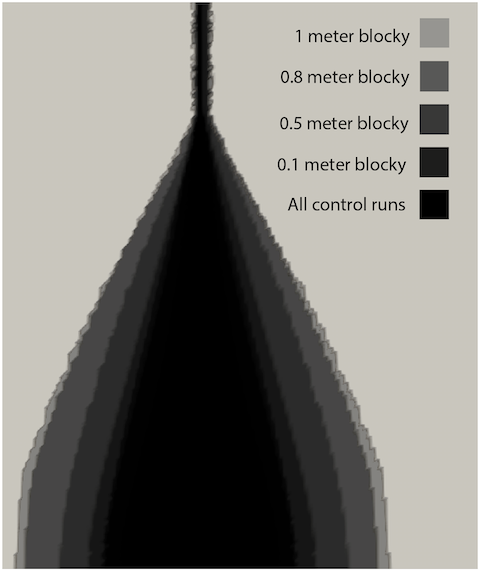 1 meter blocky
0.8 meter blocky
0.5 meter blocky
0.1 meter blocky
All control runs